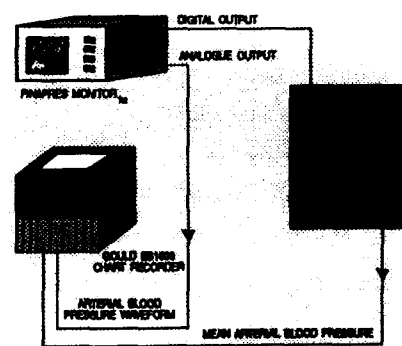 DIGITAL OUTPUT
ANALOGUE OUTPUT
FINAPRES MONITOR
GOULD
CHART RECORDER
ARTERIAL BLOOD
PRESSURE WAVEFORM
MEAN ARTERIAL BLOOD PRESSURE